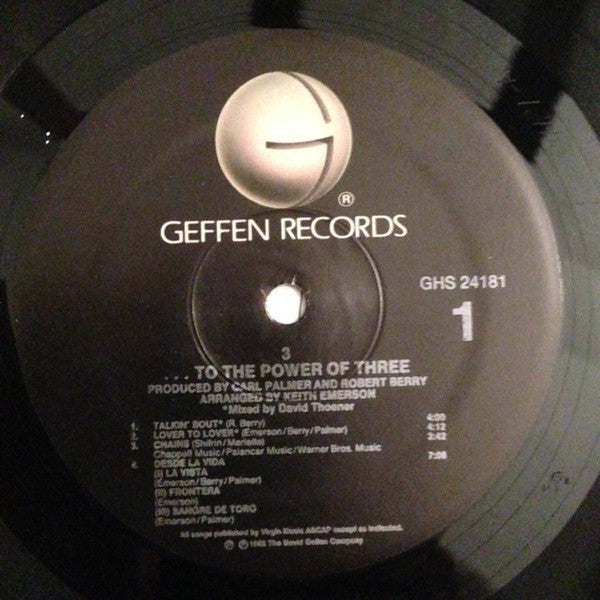 G
®
GEFFEN RECORDS
GHS 24181
1
3
. . . TO THE POWER OF THREE
PRODUCED BY CARL PALMER AND ROBERT BERRY
ARRANGED BY KEITH EMERSON
*Mixed by David Thoener
1. TALKIN' BOUT* (R. Berry) 4:00
2. LOVER TO LOVER* (Emerson/Berry/Palmer) 4:12
3. CHAINS (Shifrin/Marietta) 3:42
Chappell Music/Palancar Music/Warner Bros. Music
4. DESDE LA VIDA 7:06
(I) LA VISTA
(Emerson/Berry/Palmer)
(II) FRONTERA
(Emerson)
(III) SANGRE DE TORO
(Emerson/Palmer)
All songs published by Virgin Music ASCAP except as indicated.
℗ © 1988 The David Geffen Company